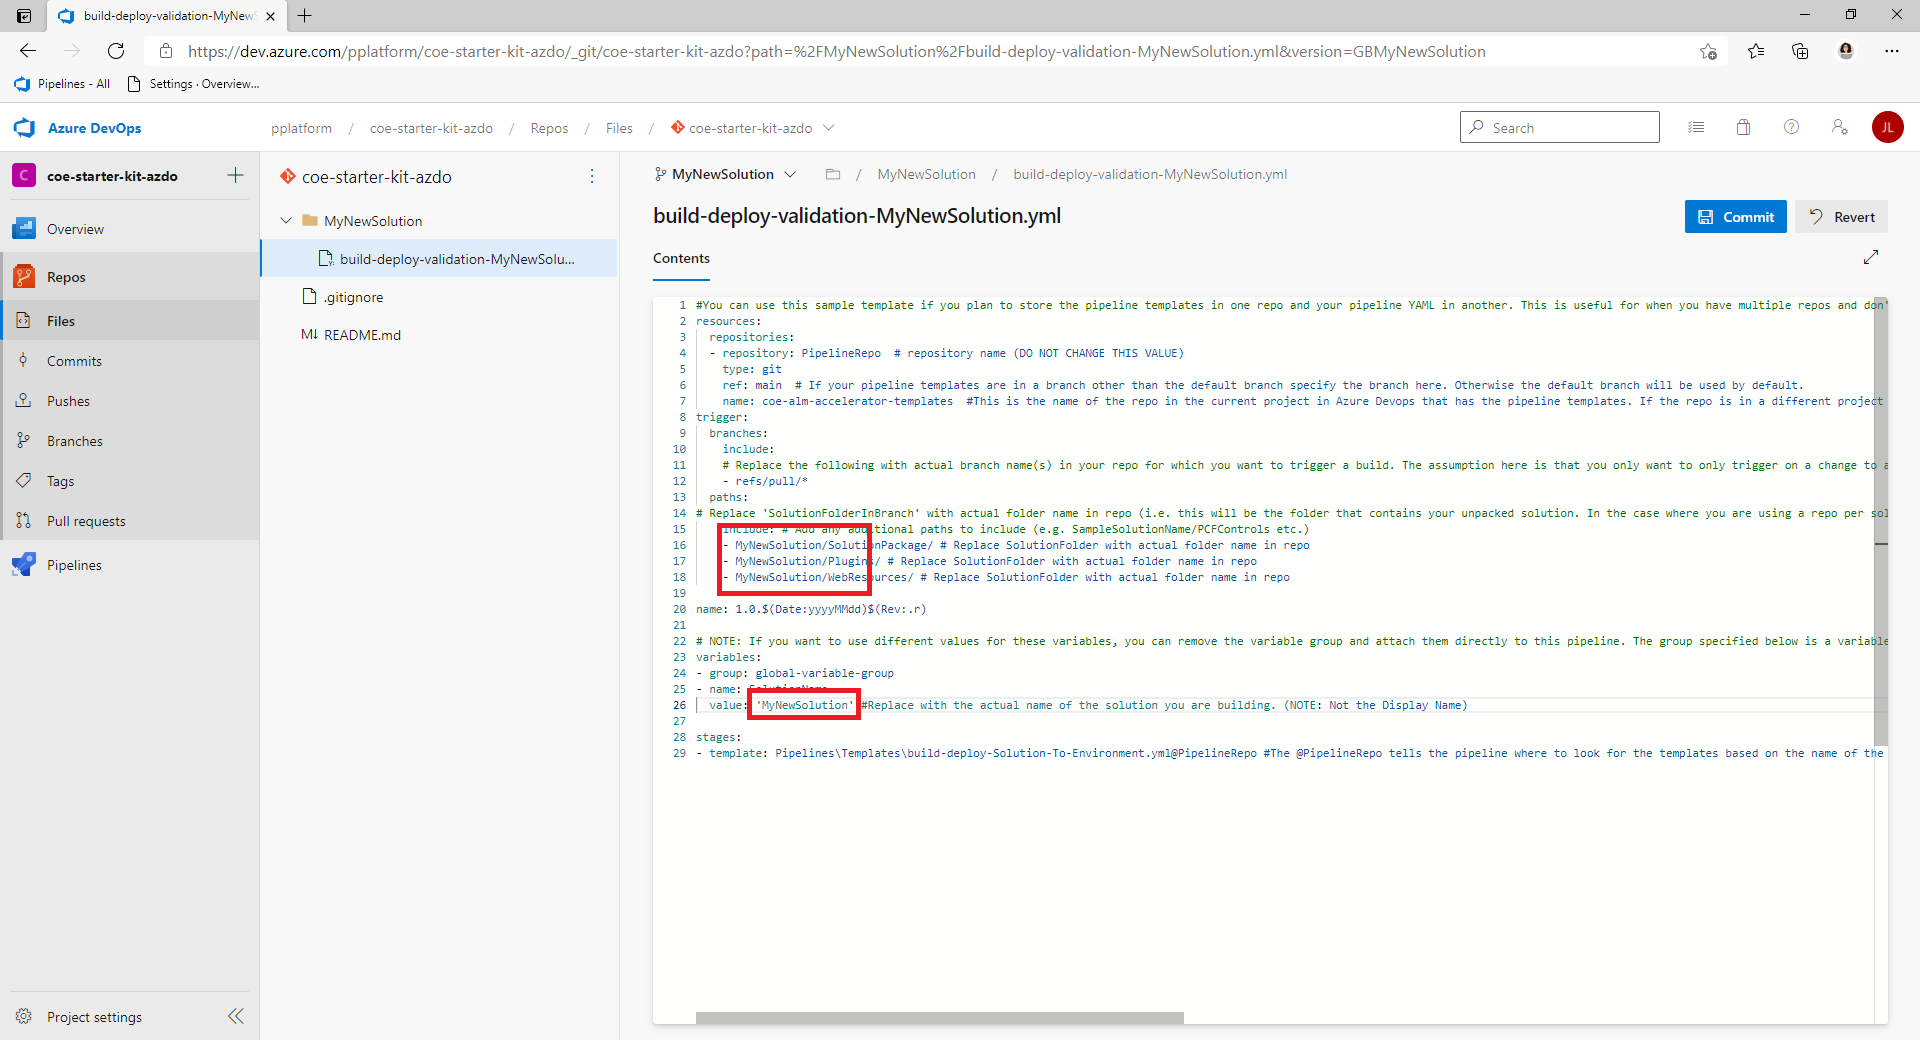 build-deploy-validation-MyNewS
https://dev.azure.com/pplatform/coe-starter-kit-azdo/_git/coe-starter-kit-azdo?path=%2FMyNewSolution%2Fbuild-deploy-validation-MyNewSolution.yml&version=GBMyNewSolution
Pipelines - All
Settings · Overview...
Azure DevOps
pplatform / coe-starter-kit-azdo / Repos / Files / coe-starter-kit-azdo
Search
JL
C coe-starter-kit-azdo
Overview
Repos
Files
Commits
Pushes
Branches
Tags
Pull requests
Pipelines
Project settings
coe-starter-kit-azdo
MyNewSolution
build-deploy-validation-MyNewSolu...
.gitignore
M↓ README.md
MyNewSolution / MyNewSolution / build-deploy-validation-MyNewSolution.yml
build-deploy-validation-MyNewSolution.yml
Commit
Revert
Contents
1 #You can use this sample template if you plan to store the pipeline templates in one repo and your pipeline YAML in another. This is useful for when you have multiple repos and don'
2 resources:
3 repositories:
4 - repository: PipelineRepo # repository name (DO NOT CHANGE THIS VALUE)
5 type: git
6 ref: main # If your pipeline templates are in a branch other than the default branch specify the branch here. Otherwise the default branch will be used by default.
7 name: coe-alm-accelerator-templates #This is the name of the repo in the current project in Azure Devops that has the pipeline templates. If the repo is in a different project
8 trigger:
9 branches:
10 include:
11 # Replace the following with actual branch name(s) in your repo for which you want to trigger a build. The assumption here is that you only want to only trigger on a change to a
12 - refs/pull/*
13 paths:
14 # Replace 'SolutionFolderInBranch' with actual folder name in repo (i.e. this will be the folder that contains your unpacked solution. In the case where you are using a repo per sol
15 include: # Add any additional paths to include (e.g. SampleSolutionName/PCFControls etc.)
16 - MyNewSolution/SolutionPackage/ # Replace SolutionFolder with actual folder name in repo
17 - MyNewSolution/Plugins/ # Replace SolutionFolder with actual folder name in repo
18 - MyNewSolution/WebResources/ # Replace SolutionFolder with actual folder name in repo
19
20 name: 1.0.$(Date:yyyyMMdd)$(Rev:.r)
21
22 # NOTE: If you want to use different values for these variables, you can remove the variable group and attach them directly to this pipeline. The group specified below is a variable
23 variables:
24 - group: global-variable-group
25 - name: SolutionName
26 value: 'MyNewSolution' #Replace with the actual name of the solution you are building. (NOTE: Not the Display Name)
27
28 stages:
29 - template: Pipelines\Templates\build-deploy-Solution-To-Environment.yml@PipelineRepo #The @PipelineRepo tells the pipeline where to look for the templates based on the name of the